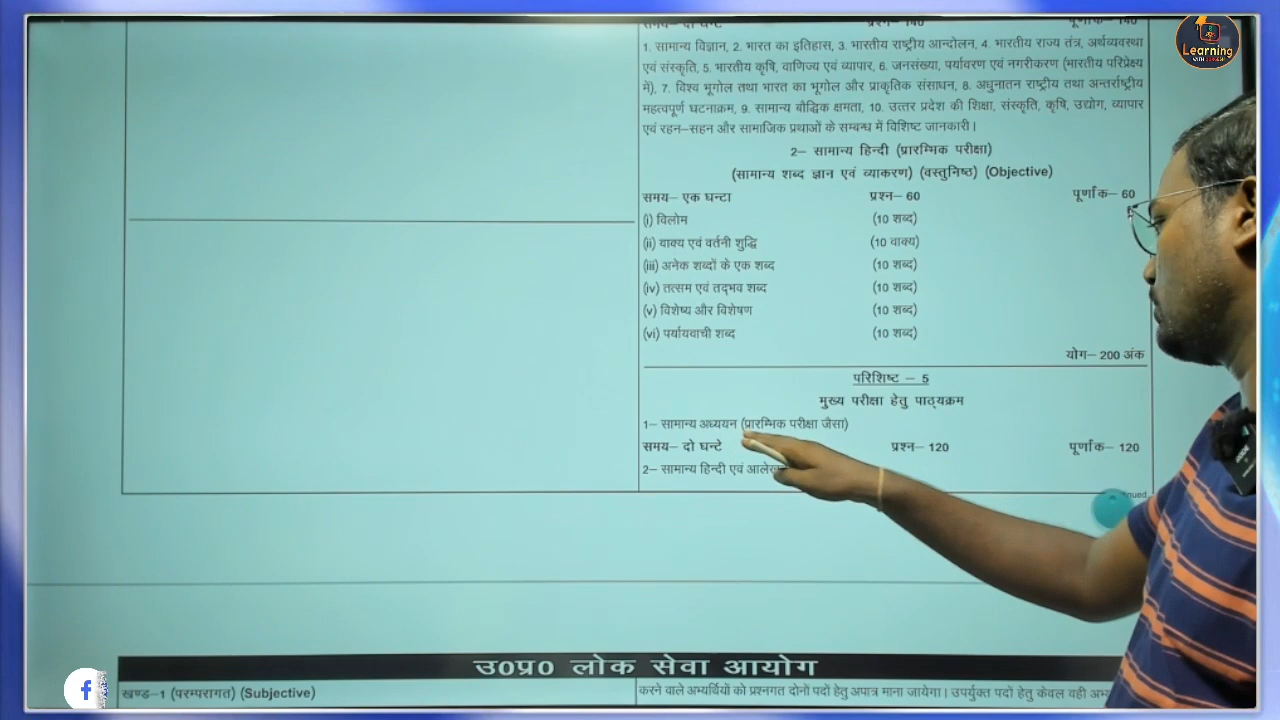 समय– दो घन्टे प्रश्न– 140 पूर्णांक– 140
1. सामान्य विज्ञान, 2. भारत का इतिहास, 3. भारतीय राष्ट्रीय आन्दोलन, 4. भारतीय राज्य तंत्र, अर्थव्यवस्था
एवं संस्कृति, 5. भारतीय कृषि, वाणिज्य एवं व्यापार, 6. जनसंख्या, पर्यावरण एवं नगरीकरण (भारतीय परिप्रेक्ष्य
में), 7. विश्व भूगोल तथा भारत का भूगोल और प्राकृतिक संसाधन, 8. अधुनातन राष्ट्रीय तथा अन्तर्राष्ट्रीय
महत्वपूर्ण घटनाक्रम, 9. सामान्य बौद्धिक क्षमता, 10. उत्तर प्रदेश की शिक्षा, संस्कृति, कृषि, उद्योग, व्यापार
एवं रहन–सहन और सामाजिक प्रथाओं के सम्बन्ध में विशिष्ट जानकारी।
2– सामान्य हिन्दी (प्रारम्भिक परीक्षा)
(सामान्य शब्द ज्ञान एवं व्याकरण) (वस्तुनिष्ठ) (Objective)
समय– एक घन्टा प्रश्न– 60 पूर्णांक– 60
(i) विलोम (10 शब्द)
(ii) वाक्य एवं वर्तनी शुद्धि (10 वाक्य)
(iii) अनेक शब्दों के एक शब्द (10 शब्द)
(iv) तत्सम एवं तद्भव शब्द (10 शब्द)
(v) विशेष्य और विशेषण (10 शब्द)
(vi) पर्यायवाची शब्द (10 शब्द)
योग– 200 अंक
परिशिष्ट – 5
मुख्य परीक्षा हेतु पाठ्यक्रम
1– सामान्य अध्ययन (प्रारम्भिक परीक्षा जैसा)
समय– दो घन्टे प्रश्न– 120 पूर्णांक– 120
2– सामान्य हिन्दी एवं
उ0प्र0 लोक सेवा आयोग
खण्ड–1 (परम्परागत) (Subjective)
करने वाले अभ्यर्थियों को प्रश्नगत दोनों पदों हेतु अपात्र माना जायेगा। उपर्युक्त पदों हेतु केवल वही
Learning
f